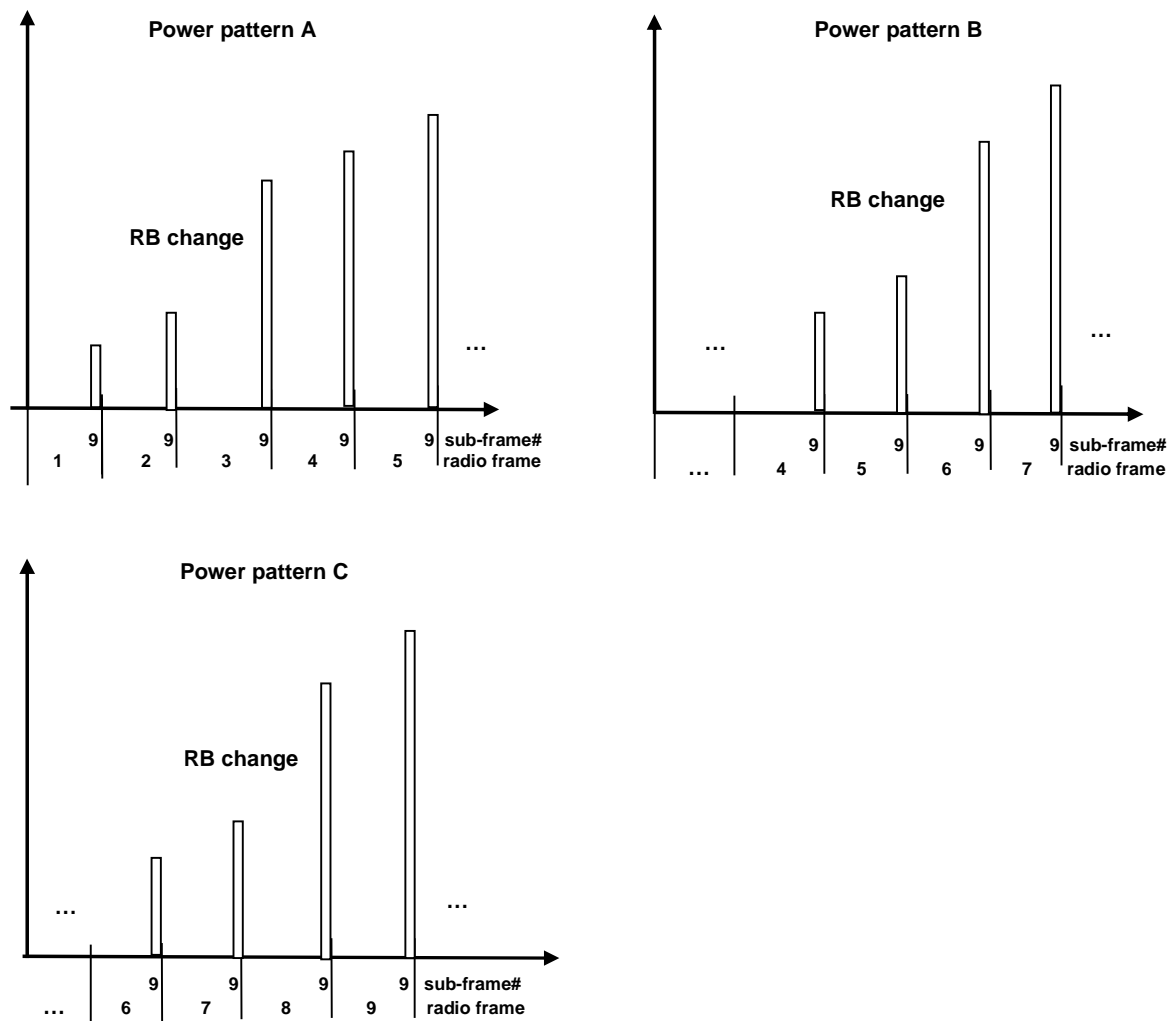 Power pattern A
RB change
...
9 9 9 9 9 sub-frame#
1 2 3 4 5 radio frame
Power pattern B
RB change
... ...
9 9 9 9 sub-frame#
... 4 5 6 7 radio frame
Power pattern C
RB change
... ...
9 9 9 9 sub-frame#
... 6 7 8 9 radio frame